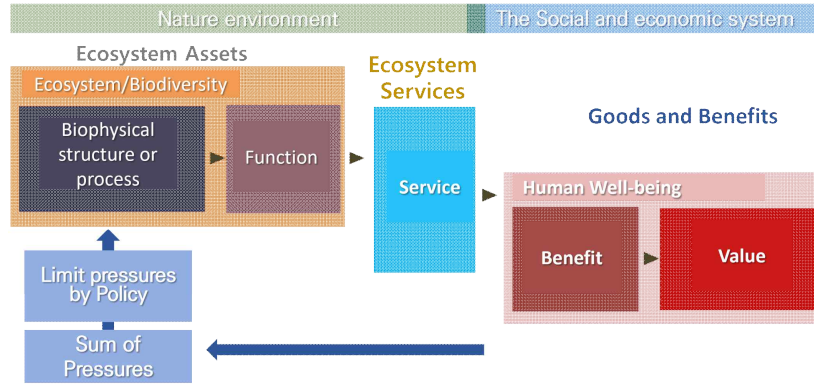 Nature environment
The Social and economic system
Ecosystem Assets
Ecosystem/Biodiversity
Biophysical
structure or
process
Function
Ecosystem
Services
Service
Goods and Benefits
Human Well-being
Benefit
Value
Limit pressures
by Policy
Sum of
Pressures